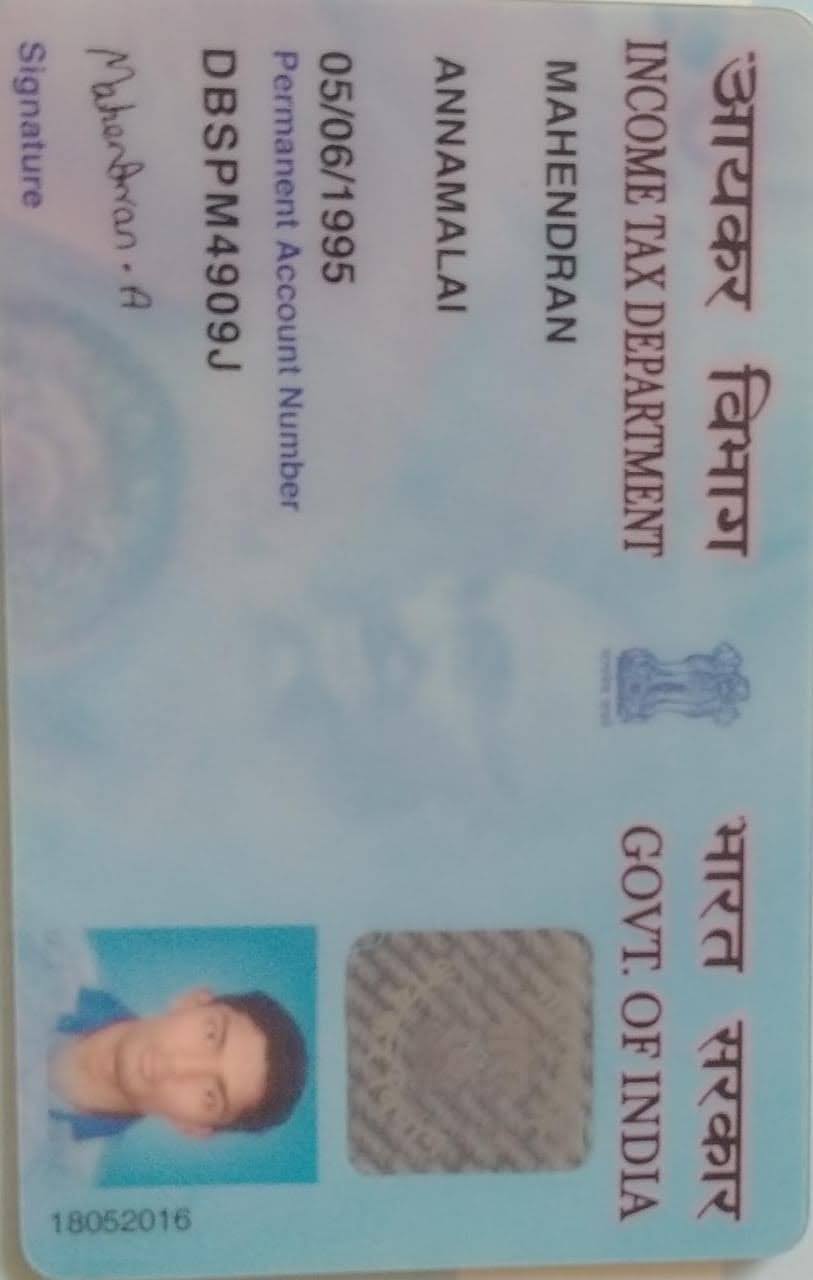 आयकर विभाग
INCOME TAX DEPARTMENT
भारत सरकार
GOVT. OF INDIA
MAHENDRAN
ANNAMALAI
05/06/1995
Permanent Account Number
DBSPM4909J
Mahendran. A
Signature
18052016